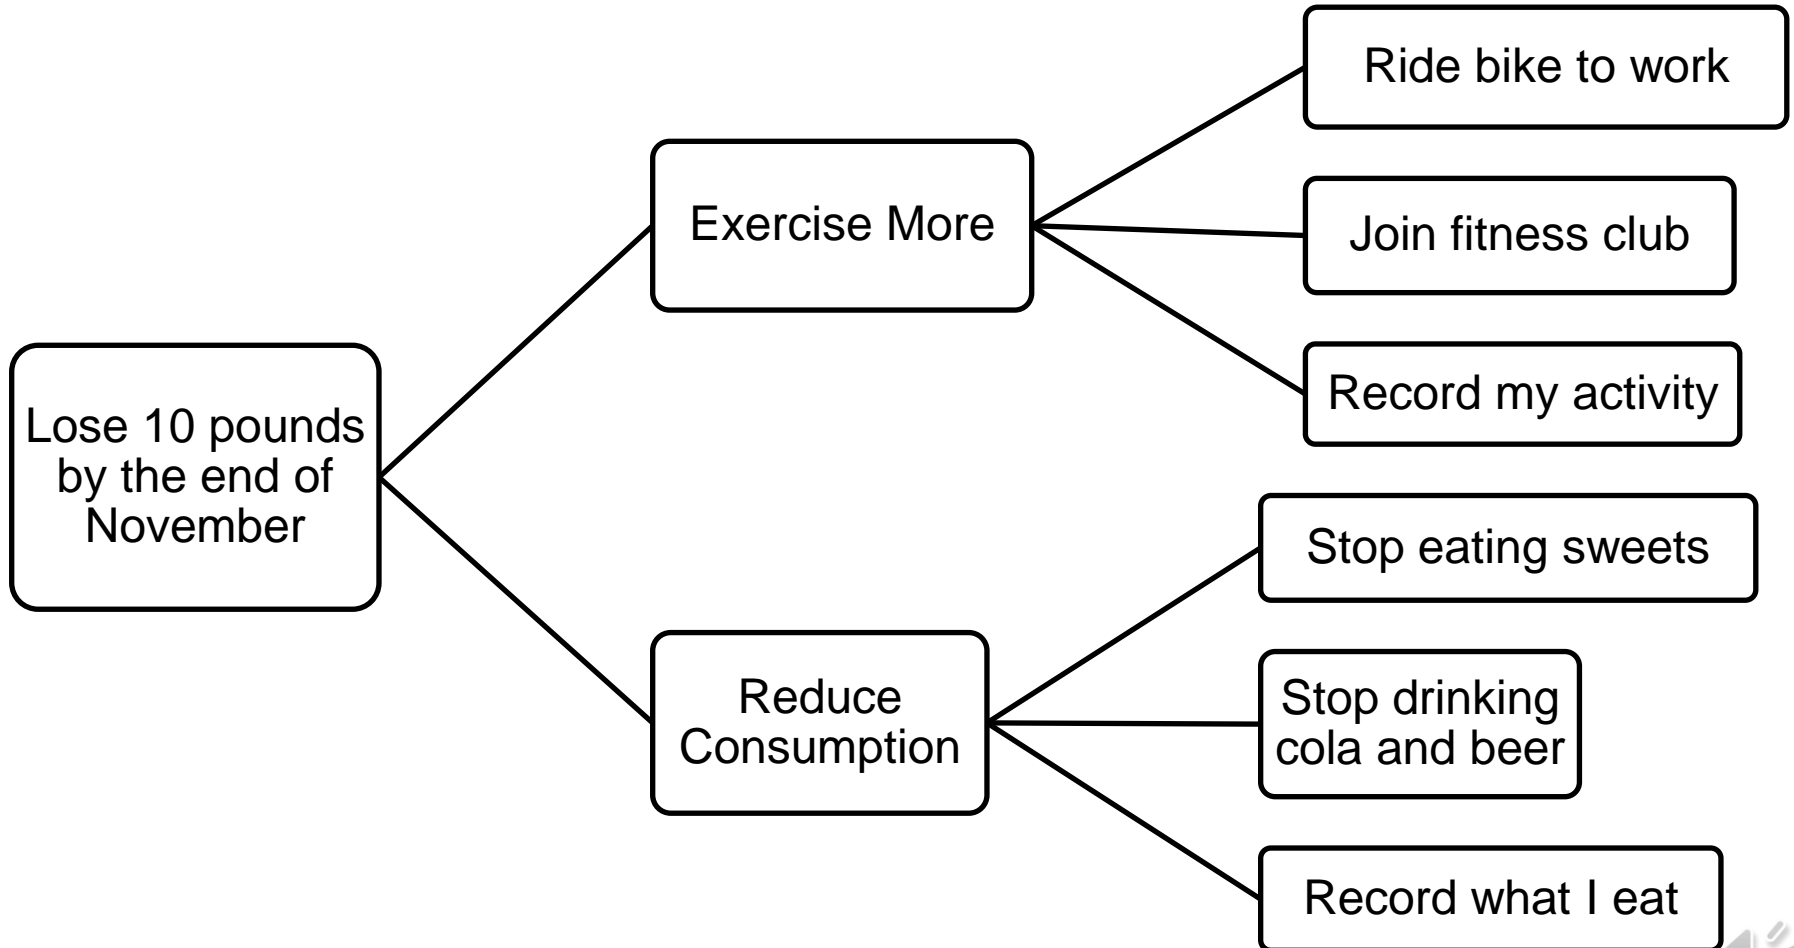 Lose 10 pounds
by the end of
November
Exercise More
Ride bike to work
Join fitness club
Record my activity
Reduce
Consumption
Stop eating sweets
Stop drinking
cola and beer
Record what I eat